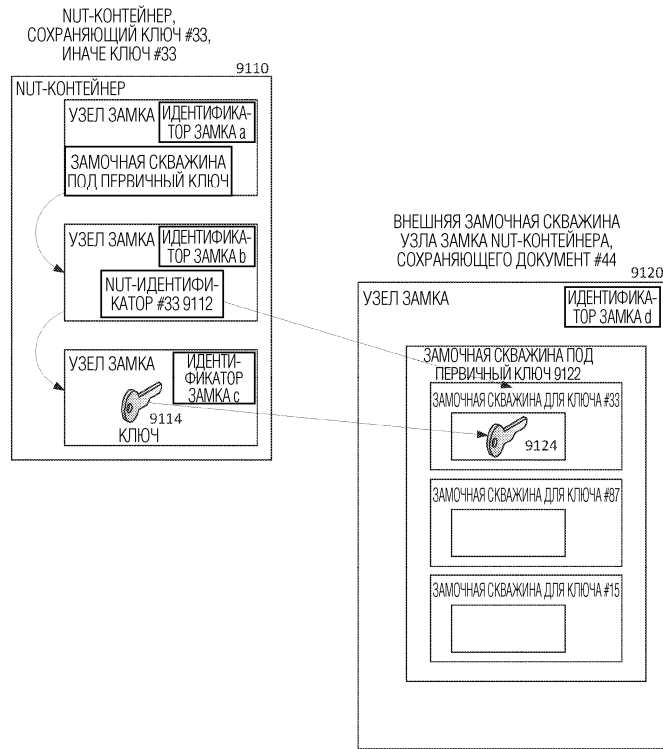 NUT-КОНТЕЙНЕР,
СОХРАНЯЮЩИЙ КЛЮЧ #33,
ИНАЧЕ КЛЮЧ #33
9110
NUT-КОНТЕЙНЕР
УЗЕЛ ЗАМКА
ИДЕНТИФИКА-
ТОР ЗАМКА a
ЗАМОЧНАЯ СКВАЖИНА
ПОД ПЕРВИЧНЫЙ КЛЮЧ
УЗЕЛ ЗАМКА
ИДЕНТИФИКА-
ТОР ЗАМКА b
NUT-ИДЕНТИФИ-
КАТОР #33 9112
УЗЕЛ ЗАМКА
ИДЕНТИ-
ФИКАТОР
ЗАМКА c
9114
КЛЮЧ
ВНЕШНЯЯ ЗАМОЧНАЯ СКВАЖИНА
УЗЛА ЗАМКА NUT-КОНТЕЙНЕРА,
СОХРАНЯЮЩЕГО ДОКУМЕНТ #44
9120
УЗЕЛ ЗАМКА
ИДЕНТИФИКА-
ТОР ЗАМКА d
ЗАМОЧНАЯ СКВАЖИНА ПОД
ПЕРВИЧНЫЙ КЛЮЧ 9122
ЗАМОЧНАЯ СКВАЖИНА ДЛЯ КЛЮЧА #33
9124
ЗАМОЧНАЯ СКВАЖИНА ДЛЯ КЛЮЧА #87
ЗАМОЧНАЯ СКВАЖИНА ДЛЯ КЛЮЧА #15